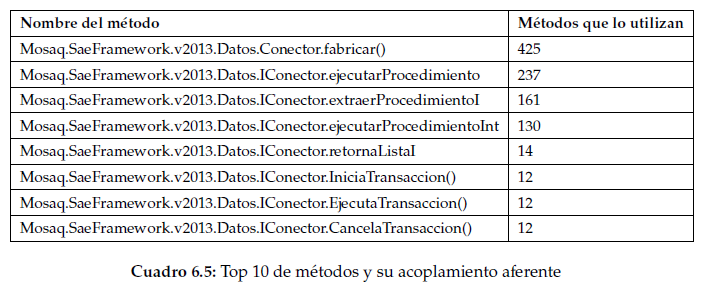 Nombre del método Métodos que lo utilizan
Mosaq.SaeFramework.v2013.Datos.Conector.fabricar() 425
Mosaq.SaeFramework.v2013.Datos.IConector.ejecutarProcedimiento 237
Mosaq.SaeFramework.v2013.Datos.IConector.extraerProcedimientoI 161
Mosaq.SaeFramework.v2013.Datos.IConector.ejecutarProcedimientoInt 130
Mosaq.SaeFramework.v2013.Datos.IConector.retornaListaI 14
Mosaq.SaeFramework.v2013.Datos.IConector.IniciaTransaccion() 12
Mosaq.SaeFramework.v2013.Datos.IConector.EjecutaTransaccion() 12
Mosaq.SaeFramework.v2013.Datos.IConector.CancelaTransaccion() 12
Cuadro 6.5: Top 10 de métodos y su acoplamiento aferente